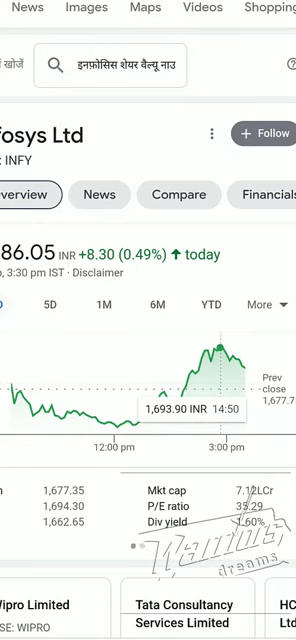 News Images Maps Videos Shopping
खोजें इनफ़ोसिस शेयर वैल्यू नाउ
fosys Ltd
+ Follow
: INFY
verview News Compare Financials
86.05 INR +8.30 (0.49%) ↑ today
3:30 pm IST · Disclaimer
5D 1M 6M YTD More
Prev
close
1,693.90 INR 14:50
1,677.7
12:00 pm 3:00 pm
1,677.35 Mkt cap 7.12LCr
1,694.30 P/E ratio 35.29
1,662.65 Div yield 1.60%
dreams
Wipro Limited Tata Consultancy HC
Services Limited Ltd
SE: WIPRO